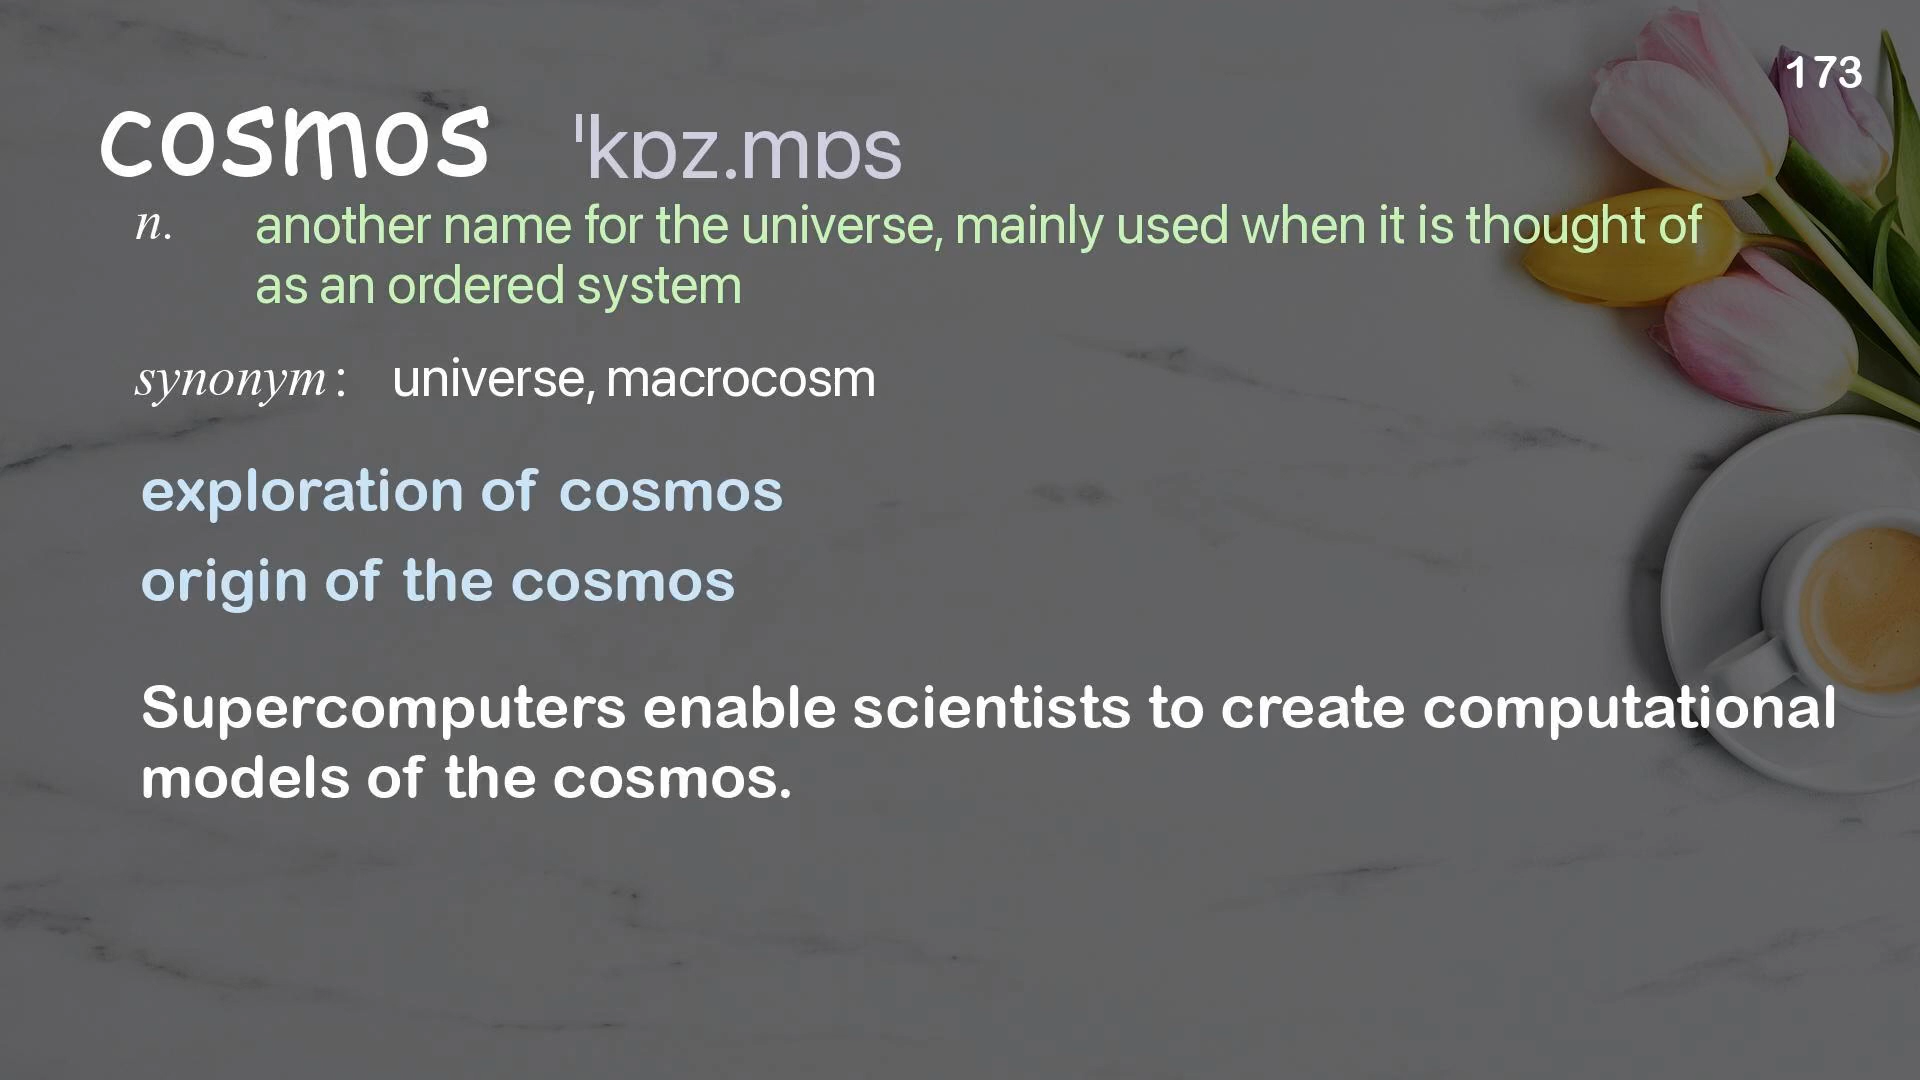 173
cosmos ˈkɒz.mɒs
n. another name for the universe, mainly used when it is thought of
as an ordered system
synonym: universe, macrocosm
exploration of cosmos
origin of the cosmos
Supercomputers enable scientists to create computational
models of the cosmos.